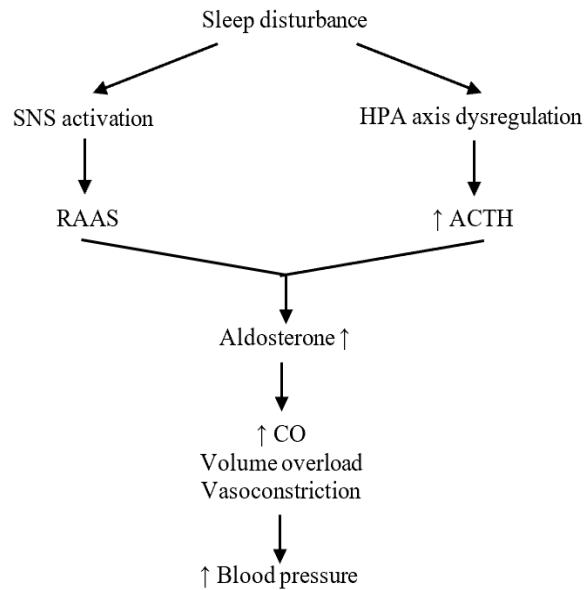 Sleep disturbance
SNS activation
HPA axis dysregulation
RAAS
↑ ACTH
Aldosterone ↑
↑ CO
Volume overload
Vasoconstriction
↑ Blood pressure